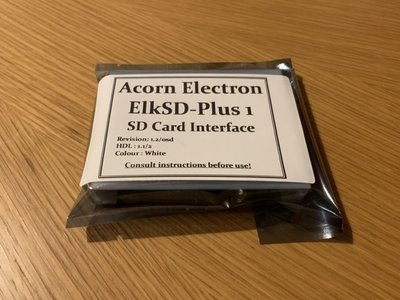 Acorn Electron
ElkSD-Plus 1
SD Card Interface
Revision: 1.2/osd
HDL : 1.1/2
Colour : White
Consult instructions before use!